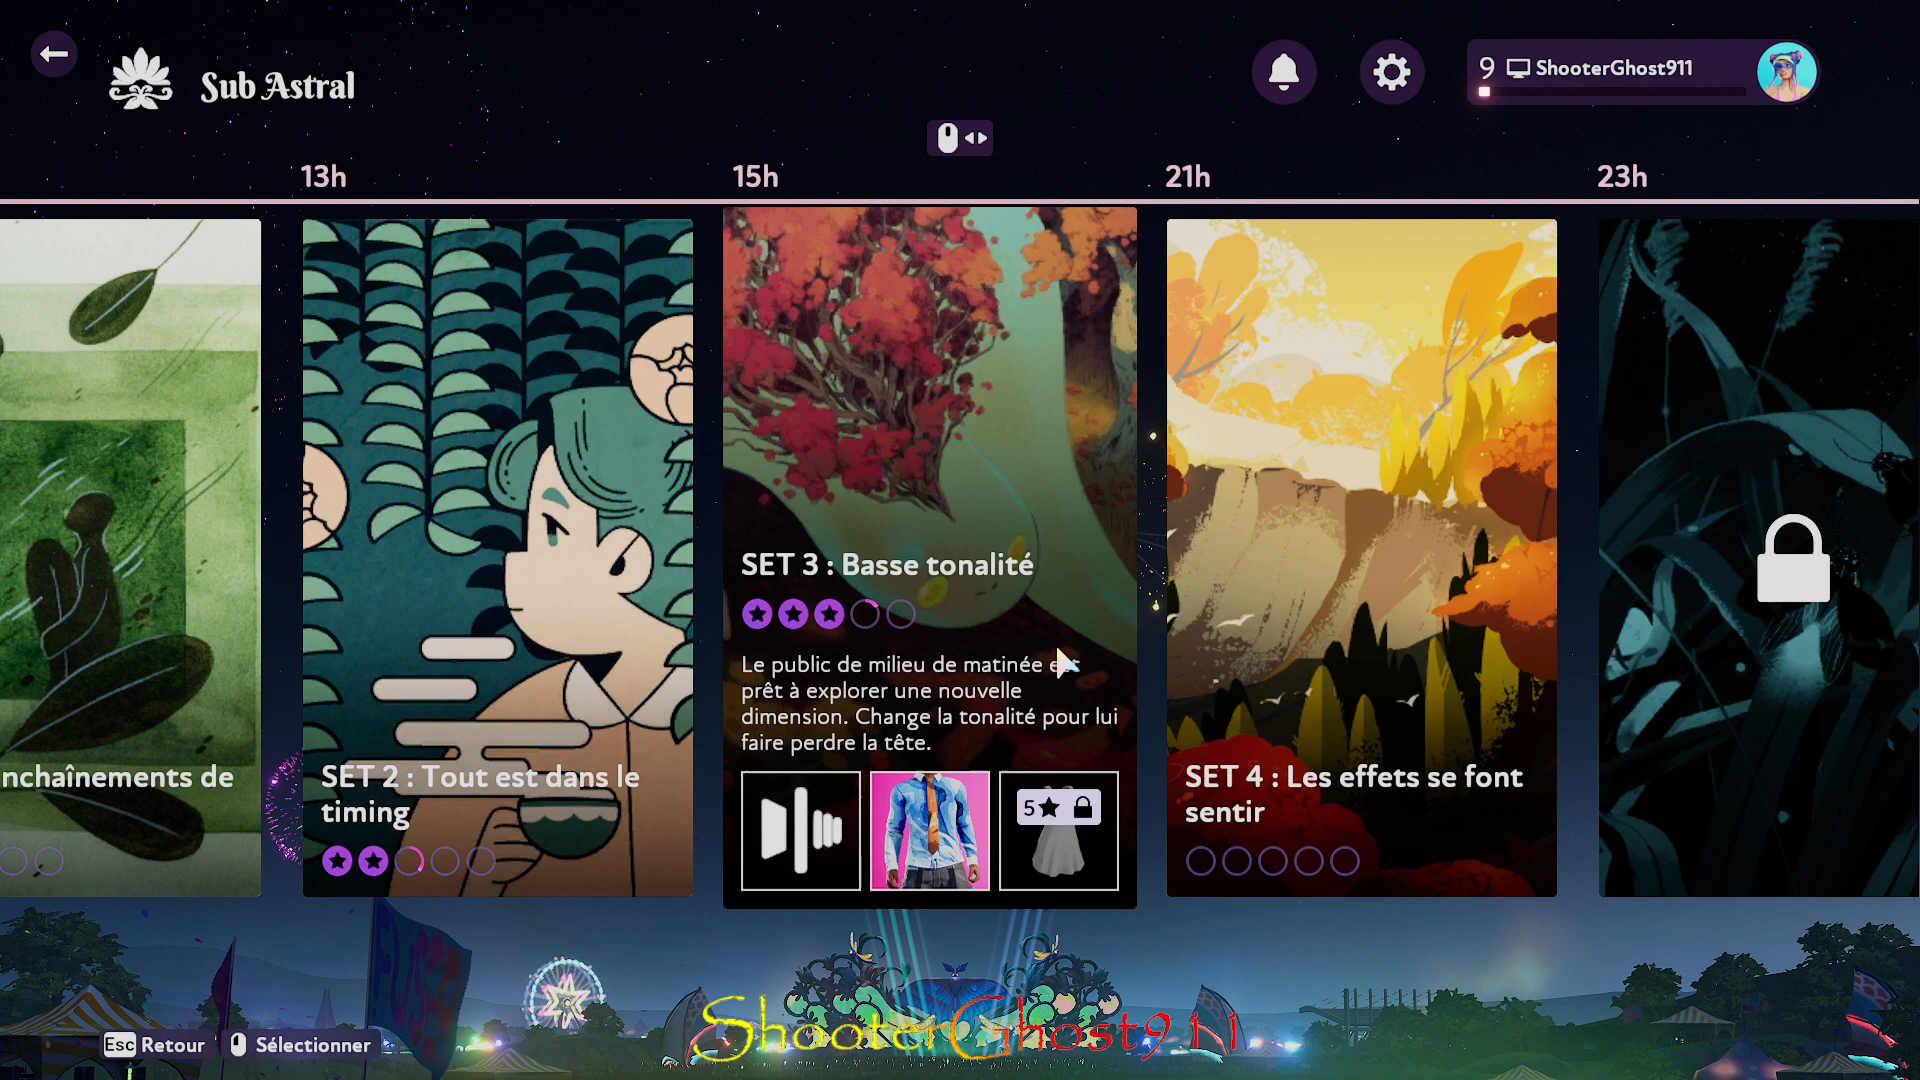 Sub Astral
9 ShooterGhost911
13h
15h
21h
23h
nchaînements de
SET 2 : Tout est dans le
timing
SET 3 : Basse tonalité
Le public de milieu de matinée est
prêt à explorer une nouvelle
dimension. Change la tonalité pour lui
faire perdre la tête.
5
SET 4 : Les effets se font
sentir
Esc Retour
Sélectionner
ShooterGhost911